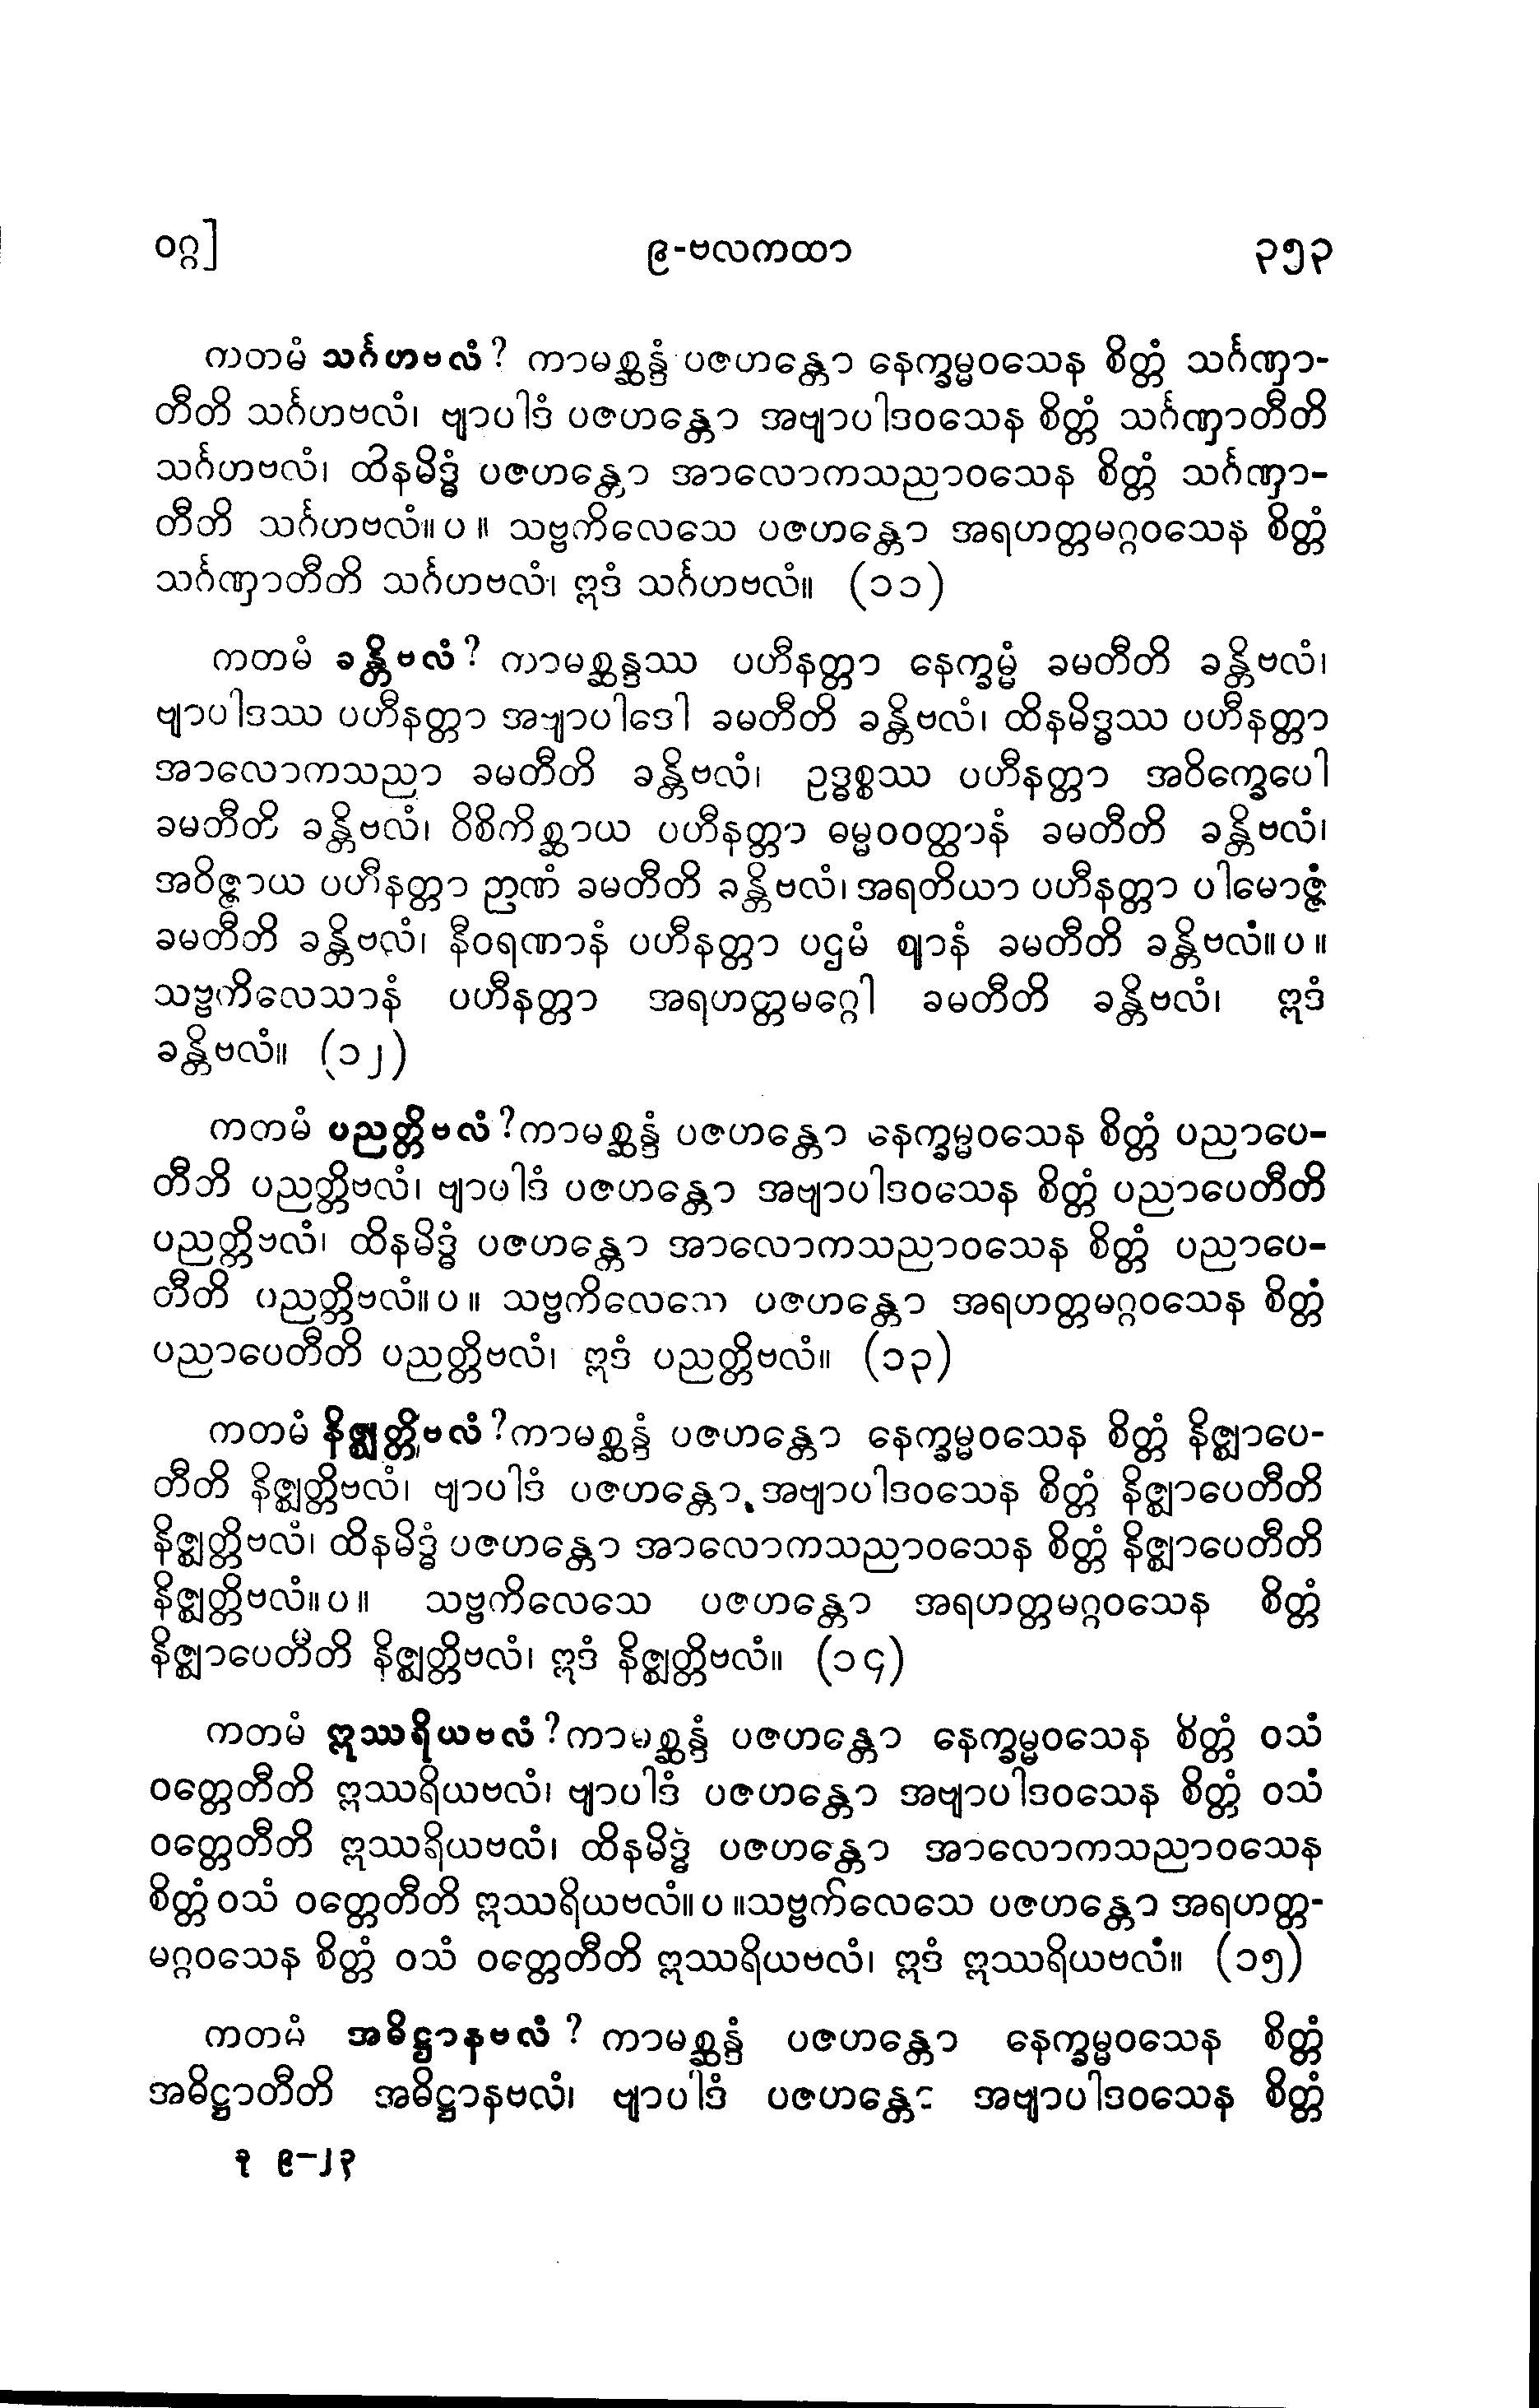 ဝဂ္ဂ]
၉-ဗလကထာ
၃၅၃
ကတမံ သင်္ဂဟဗလံ? ကာမစ္ဆန္ဒံ ပဇဟန္တော နေက္ခမ္မဝသေန စိတ္တံ သင်္ဂဏှာ-
တီတိ သင်္ဂဟဗလံ၊ ဗျာပါဒံ ပဇဟန္တော အဗျာပါဒဝသေန စိတ္တံ သင်္ဂဏှာတီတိ
သင်္ဂဟဗလံ၊ ထိနမိဒ္ဓံ ပဇဟန္တော အာလောကသညာဝသေန စိတ္တံ သင်္ဂဏှာ-
တီတိ သင်္ဂဟဗလံ။ပ။ သဗ္ဗကိလေသေ ပဇဟန္တော အရဟတ္တမဂ္ဂဝသေန စိတ္တံ
သင်္ဂဏှာတီတိ သင်္ဂဟဗလံ၊ ဣဒံ သင်္ဂဟဗလံ။ (၁၁)
ကတမံ ခန္တိဗလံ? ကာမစ္ဆန္ဒဿ ပဟီနတ္တာ နေက္ခမ္မံ ခမတီတိ ခန္တိဗလံ၊
ဗျာပါဒဿ ပဟီနတ္တာ အဗျာပါဒေါ ခမတီတိ ခန္တိဗလံ၊ ထိနမိဒ္ဓဿ ပဟီနတ္တာ
အာလောကသညာ ခမတီတိ ခန္တိဗလံ၊ ဥဒ္ဓစ္စဿ ပဟီနတ္တာ အဝိက္ခေပေါ
ခမတီတိ ခန္တိဗလံ၊ ဝိစိကိစ္ဆာယ ပဟီနတ္တာ ဓမ္မဝဝတ္ထာနံ ခမတီတိ ခန္တိဗလံ၊
အဝိဇ္ဇာယ ပဟီနတ္တာ ဉာဏံ ခမတီတိ ခန္တိဗလံ၊ အရတိယာ ပဟီနတ္တာ ပါမောဇ္ဇံ
ခမတီတိ ခန္တိဗလံ၊ နီဝရဏာနံ ပဟီနတ္တာ ပဌမံ ဈာနံ ခမတီတိ ခန္တိဗလံ။ပ။
သဗ္ဗကိလေသာနံ ပဟီနတ္တာ အရဟတ္တမဂ္ဂေါ ခမတီတိ ခန္တိဗလံ၊ ဣဒံ
ခန္တိဗလံ။ (၁၂)
ကတမံ ပညတ္တိဗလံ?ကာမစ္ဆန္ဒံ ပဇဟန္တော နေက္ခမ္မဝသေန စိတ္တံ ပညာပေ-
တီတိ ပညတ္တိဗလံ၊ ဗျာပါဒံ ပဇဟန္တော အဗျာပါဒဝသေန စိတ္တံ ပညာပေတီတိ
ပညတ္တိဗလံ၊ ထိနမိဒ္ဓံ ပဇဟန္တော အာလောကသညာဝသေန စိတ္တံ ပညာပေ-
တီတိ ပညတ္တိဗလံ။ပ။ သဗ္ဗကိလေသေ ပဇဟန္တော အရဟတ္တမဂ္ဂဝသေန စိတ္တံ
ပညာပေတီတိ ပညတ္တိဗလံ၊ ဣဒံ ပညတ္တိဗလံ။ (၁၃)
ကတမံ နိဇ္ဈတ္တိဗလံ?ကာမစ္ဆန္ဒံ ပဇဟန္တော နေက္ခမ္မဝသေန စိတ္တံ နိဇ္ဈာပေ-
တီတိ နိဇ္ဈတ္တိဗလံ၊ ဗျာပါဒံ ပဇဟန္တော အဗျာပါဒဝသေန စိတ္တံ နိဇ္ဈာပေတီတိ
နိဇ္ဈတ္တိဗလံ၊ ထိနမိဒ္ဓံ ပဇဟန္တော အာလောကသညာဝသေန စိတ္တံ နိဇ္ဈာပေတီတိ
နိဇ္ဈတ္တိဗလံ။ပ။ သဗ္ဗကိလေသေ ပဇဟန္တော အရဟတ္တမဂ္ဂဝသေန စိတ္တံ
နိဇ္ဈာပေတီတိ နိဇ္ဈတ္တိဗလံ၊ ဣဒံ နိဇ္ဈတ္တိဗလံ။ (၁၄)
ကတမံ ဣဿရိယဗလံ?ကာမစ္ဆန္ဒံ ပဇဟန္တော နေက္ခမ္မဝသေန စိတ္တံ ဝသံ
ဝတ္တေတီတိ ဣဿရိယဗလံ၊ ဗျာပါဒံ ပဇဟန္တော အဗျာပါဒဝသေန စိတ္တံ ဝသံ
ဝတ္တေတီတိ ဣဿရိယဗလံ၊ ထိနမိဒ္ဓံ ပဇဟန္တော အာလောကသညာဝသေန
စိတ္တံ ဝသံ ဝတ္တေတီတိ ဣဿရိယဗလံ။ပ။သဗ္ဗကိလေသေ ပဇဟန္တော အရဟတ္တ-
မဂ္ဂဝသေန စိတ္တံ ဝသံ ဝတ္တေတီတိ ဣဿရိယဗလံ၊ ဣဒံ ဣဿရိယဗလံ။ (၁၅)
ကတမံ အဓိဋ္ဌာနဗလံ? ကာမစ္ဆန္ဒံ ပဇဟန္တော နေက္ခမ္မဝသေန စိတ္တံ
အဓိဋ္ဌာတီတိ အဓိဋ္ဌာနဗလံ၊ ဗျာပါဒံ ပဇဟန္တော အဗျာပါဒဝသေန စိတ္တံ
ခု ၉-၂၃